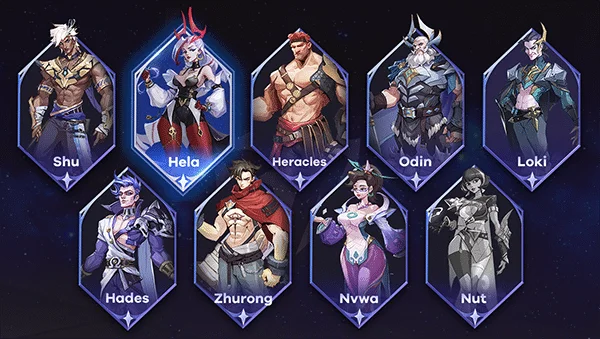 Shu
Hela
Heracles
Odin
Loki
Hades
Zhurong
Nvwa
Nut